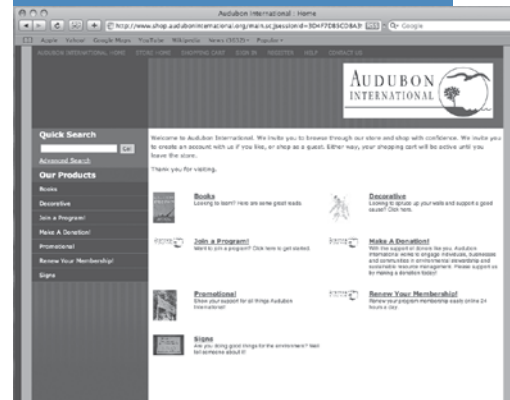 Audubon International : Home
Apple Yahoo! Google Maps YouTube Wikipedia News (1032) Popular
AUDUBON INTERNATIONAL HOME STORE HOME SHOPPING CART SIGN IN REGISTER HELP CONTACT US
AUDUBON
INTERNATIONAL
Quick Search
Go!
Advanced Search
Our Products
Books
Decorative
Join a Program!
Make A Donation!
Promotional
Renew Your Membership!
Signs
Welcome to Audubon International. We invite you to browse through our store and shop with confidence. We invite you
to create an account with us if you like, or shop as a guest. Either way, your shopping cart will be active until you
leave the store.
Thank you for visiting.
Books
Looking to learn? Here are some great reads.
Decorative
Looking to spruce up your walls and support a good
cause? Click here.
Join a Program!
Want to join a program? Click here to get started.
Make A Donation!
With the support of donors like you, Audubon
International works to engage individuals, businesses
and communities in environmental stewardship and
sustainable resource management. Please support us
by making a donation today!
Promotional
Show your support for all things Audubon
International!
Renew Your Membership!
Renew your program membership easily online 24
hours a day.
Signs
Are you doing good things for the environment? Well
tell someone about it!